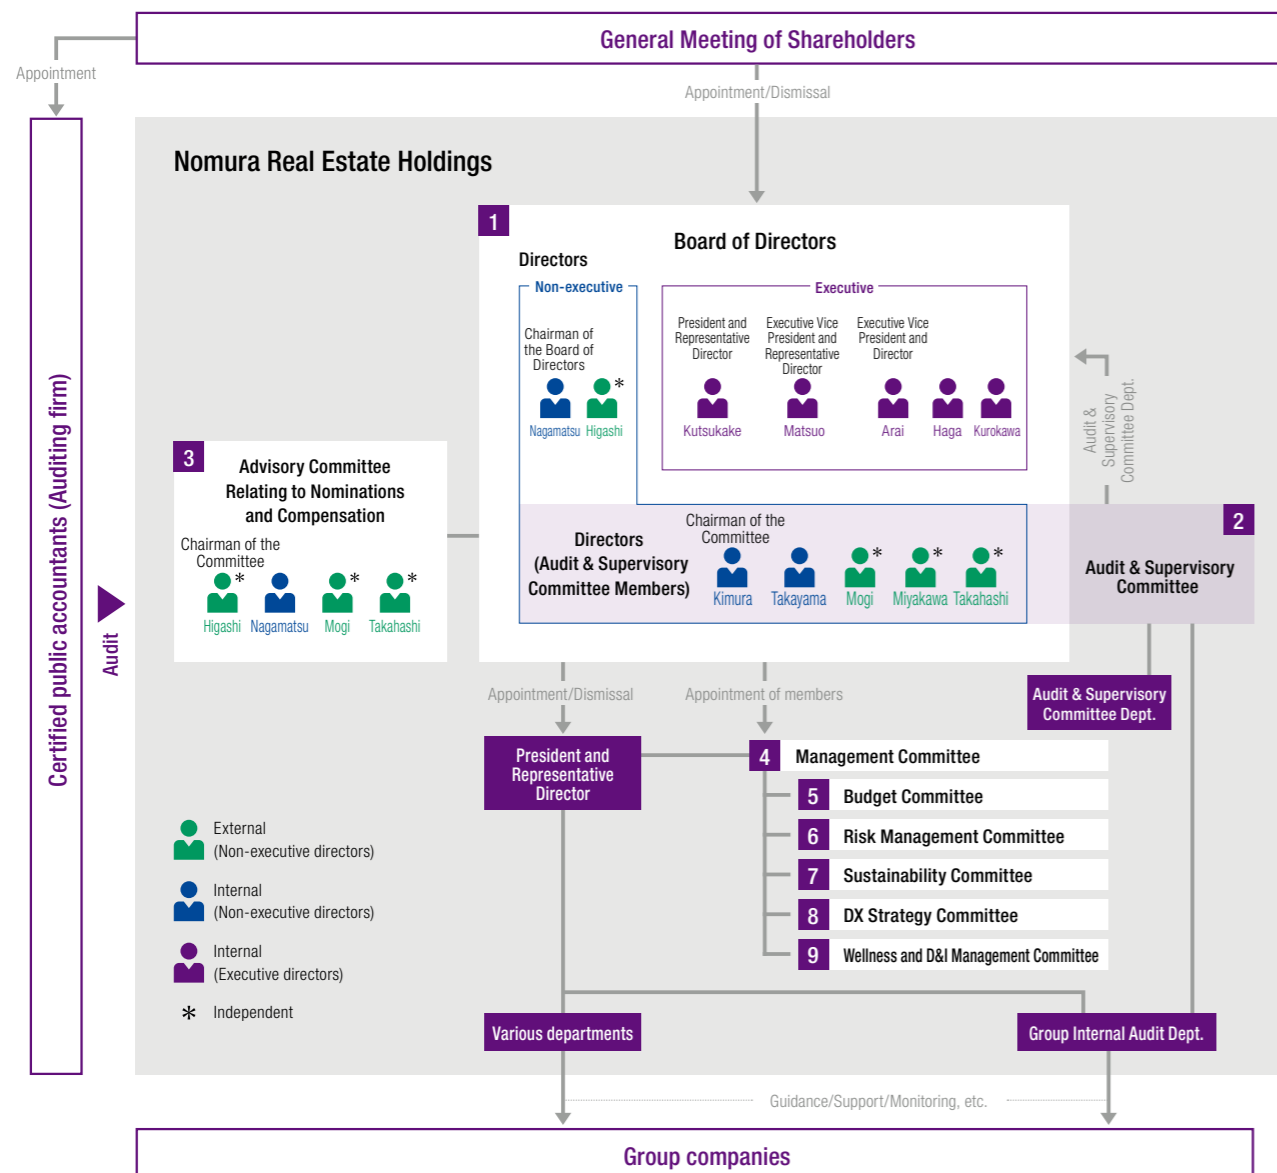 General Meeting of Shareholders
Appointment
Appointment/Dismissal
Certified public accountants (Auditing firm)
Audit
Nomura Real Estate Holdings
1
Board of Directors
Directors
Non-executive
Executive
Chairman of
the Board of
Directors
*
Nagamatsu
Higashi
President and
Representative
Director
Executive Vice
President and
Representative
Director
Executive Vice
President and
Director
Kutsukake
Matsuo
Arai
Haga
Kurokawa
Audit &
Supervisory
Committee Dept.
3
Advisory Committee
Relating to Nominations
and Compensation
Chairman of the
Committee
*
*
*
Higashi
Nagamatsu
Mogi
Takahashi
Directors
(Audit & Supervisory
Committee Members)
Chairman of the
Committee
*
*
*
Kimura
Takayama
Mogi
Miyakawa
Takahashi
2
Audit & Supervisory
Committee
Appointment/Dismissal
Appointment of members
Audit & Supervisory
Committee Dept.
President and
Representative
Director
4 Management Committee
5 Budget Committee
6 Risk Management Committee
7 Sustainability Committee
8 DX Strategy Committee
9 Wellness and D&I Management Committee
External
(Non-executive directors)
Internal
(Non-executive directors)
Internal
(Executive directors)
* Independent
Various departments
Group Internal Audit Dept.
Guidance/Support/Monitoring, etc.
Group companies